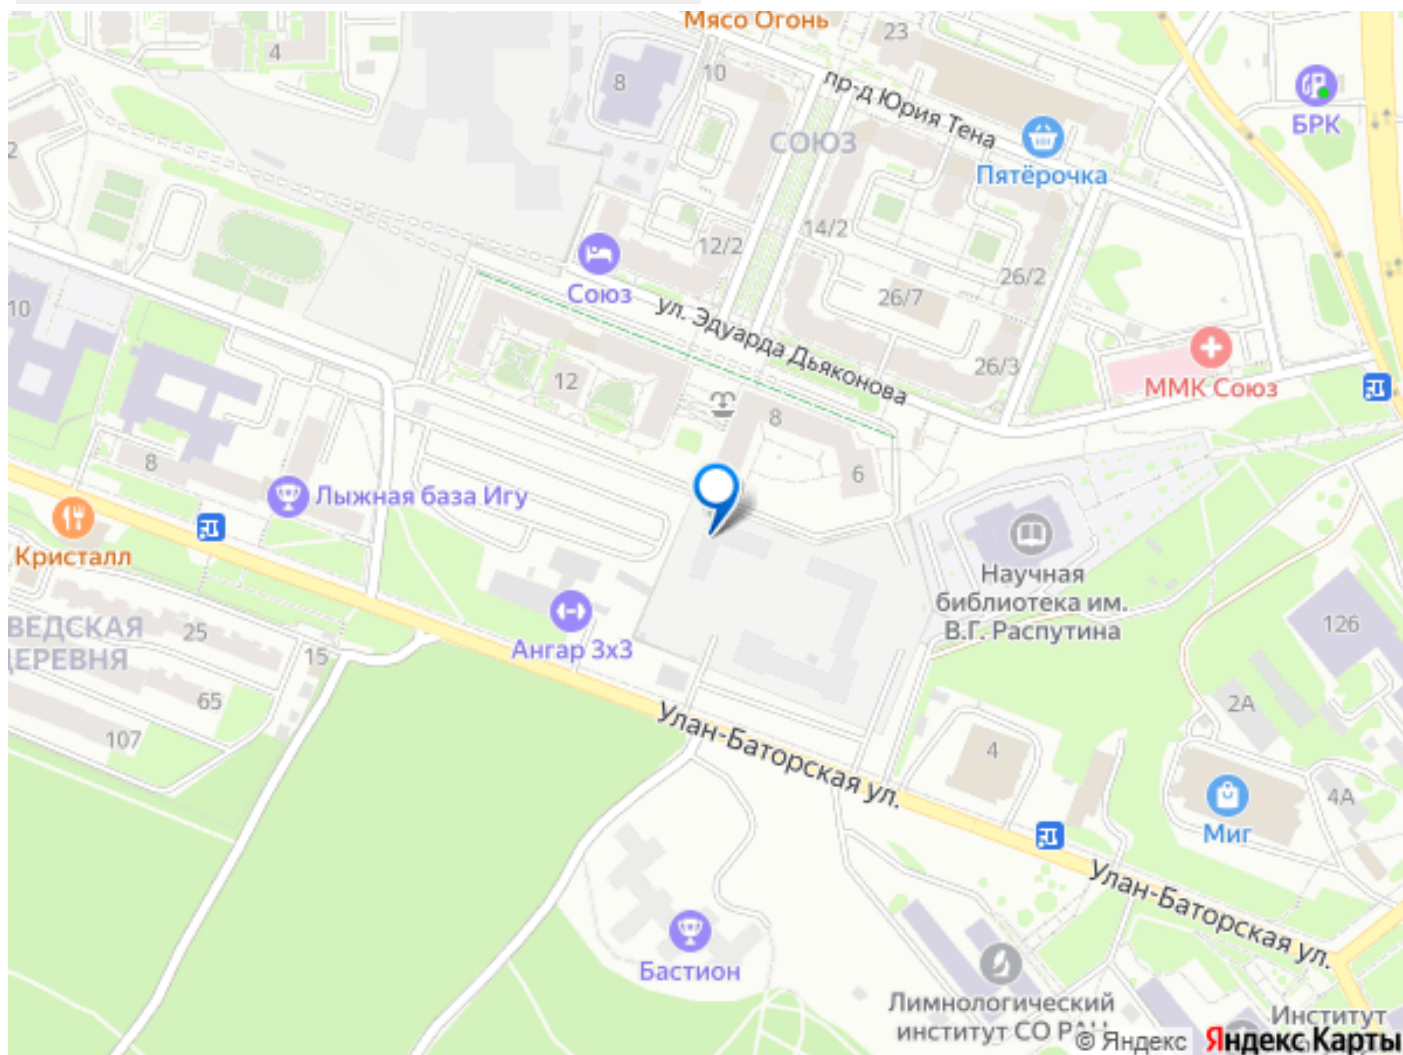 Мясо Огонь
23
4
8
10
пр-д Юрия Тена
БРК
СОЮЗ
Пятёрочка
2
12/2
14/2
26/2
26/7
Союз
ул. Эдуарда Дьяконова
10
26/3
12
ММК Союз
8
6
8
Лыжная база Игу
Кристалл
Научная
библиотека им.
В.Г. Распутина
ВЕДСКАЯ
ДЕРЕВНЯ
25
15
Ангар 3х3
126
65
107
2А
Улан-Баторская ул.
4
4А
Миг
Улан-Баторская ул.
Бастион
Лимнологический
институт СО РАН
Институт
© Яндекс Яндекс Карты